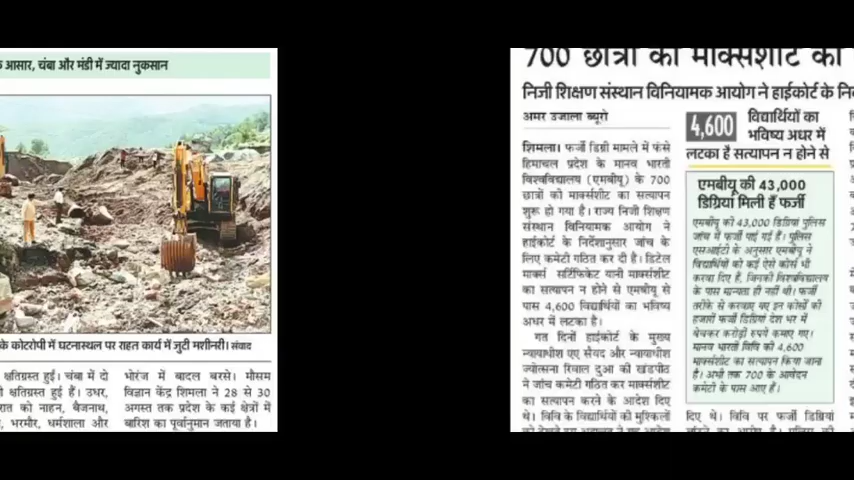 आसार, चंबा और मंडी में ज्यादा नुकसान
के कोटरोपी में घटनास्थल पर राहत कार्य में जुटी मशीनरी। संवाद
क्षतिग्रस्त हुई। चंबा में दो
क्षतिग्रस्त हुई हैं। उधर,
रात को नाहन, बैजनाथ,
भरमौर, धर्मशाला और
भोरंज में बादल बरसे। मौसम
विज्ञान केंद्र शिमला ने 28 से 30
अगस्त तक प्रदेश के कई क्षेत्रों में
बारिश का पूर्वानुमान जताया है।
700 छात्रों की मार्क्सशीट की
निजी शिक्षण संस्थान विनियामक आयोग ने हाईकोर्ट के
अमर उजाला ब्यूरो
शिमला। फर्जी डिग्री मामले में फंसे
हिमाचल प्रदेश के मानव भारती
विश्वविद्यालय (एमबीयू) के 700
छात्रों की मार्क्सशीट का सत्यापन
शुरू हो गया है। राज्य निजी शिक्षण
संस्थान विनियामक आयोग ने
हाईकोर्ट के निर्देशानुसार जांच के
लिए कमेटी गठित कर दी है। डिटेल
मार्क्स सर्टिफिकेट यानी मार्क्सशीट
का सत्यापन न होने से एमबीयू से
पास 4,600 विद्यार्थियों का भविष्य
अधर में लटका है।
गत दिनों हाईकोर्ट के मुख्य
न्यायाधीश एए सैयद और न्यायाधीश
ज्योत्सना रिवाल दुआ की खंडपीठ
ने जांच कमेटी गठित कर मार्क्सशीट
का सत्यापन करने के आदेश दिए
थे। विवि के विद्यार्थियों की मुश्किलों
4,600 विद्यार्थियों का
भविष्य अधर में
लटका है सत्यापन न होने से
एमबीयू की 43,000
डिग्रियां मिली हैं फर्जी
एमबीयू की 43,000 डिग्रियां पुलिस
जांच में फर्जी पाई गई हैं। पुलिस
एसआईटी के अनुसार एमबीयू ने
विद्यार्थियों को कई ऐसे कोर्स भी
करवा दिए हैं, जिनकी विश्वविद्यालय
के पास मान्यता ही नहीं थी। फर्जी
तरीके से करवाए गए इन कोर्सों की
हजारों फर्जी डिग्रियां देश भर में
बेचकर करोड़ों रुपये कमाए गए।
मानव भारती विवि की 4,600
मार्क्सशीट का सत्यापन किया जाना
है। अभी तक 700 के आवेदन
कमेटी के पास आए हैं।
दिए थे। विवि पर फर्जी डिग्रियां